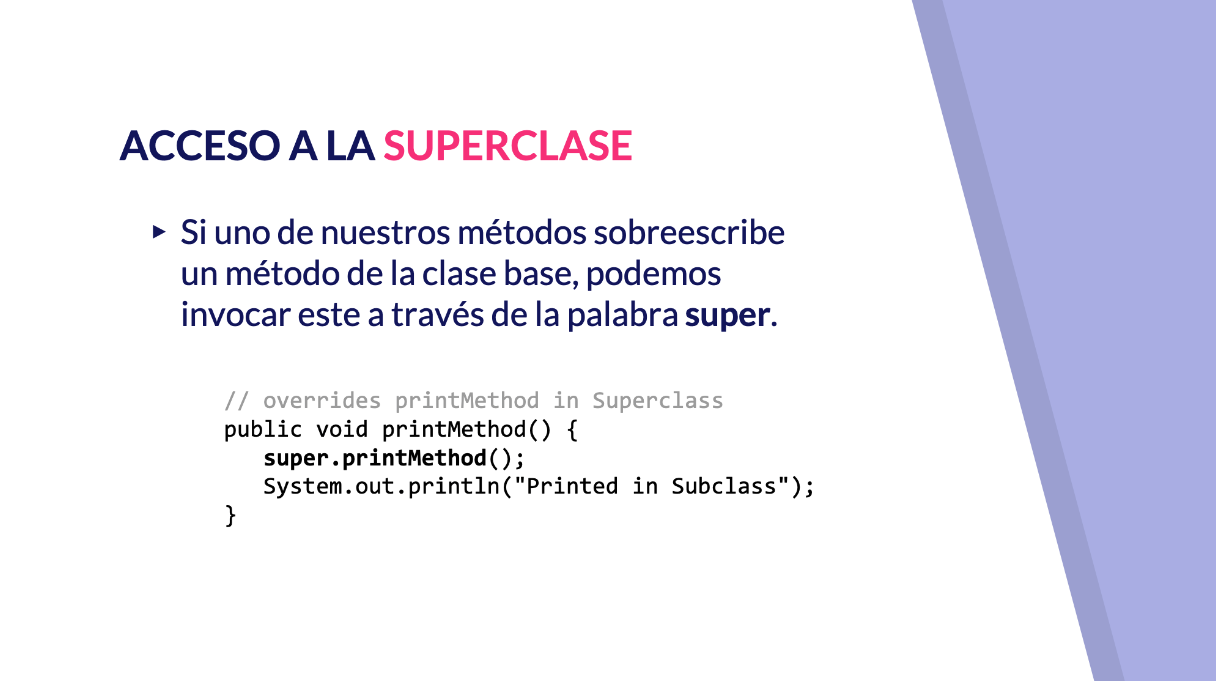 ACCESO A LA SUPERCLASE
▸ Si uno de nuestros métodos sobreescribe
un método de la clase base, podemos
invocar este a través de la palabra super.
// overrides printMethod in Superclass
public void printMethod() {
   super.printMethod();
   System.out.println("Printed in Subclass");
}